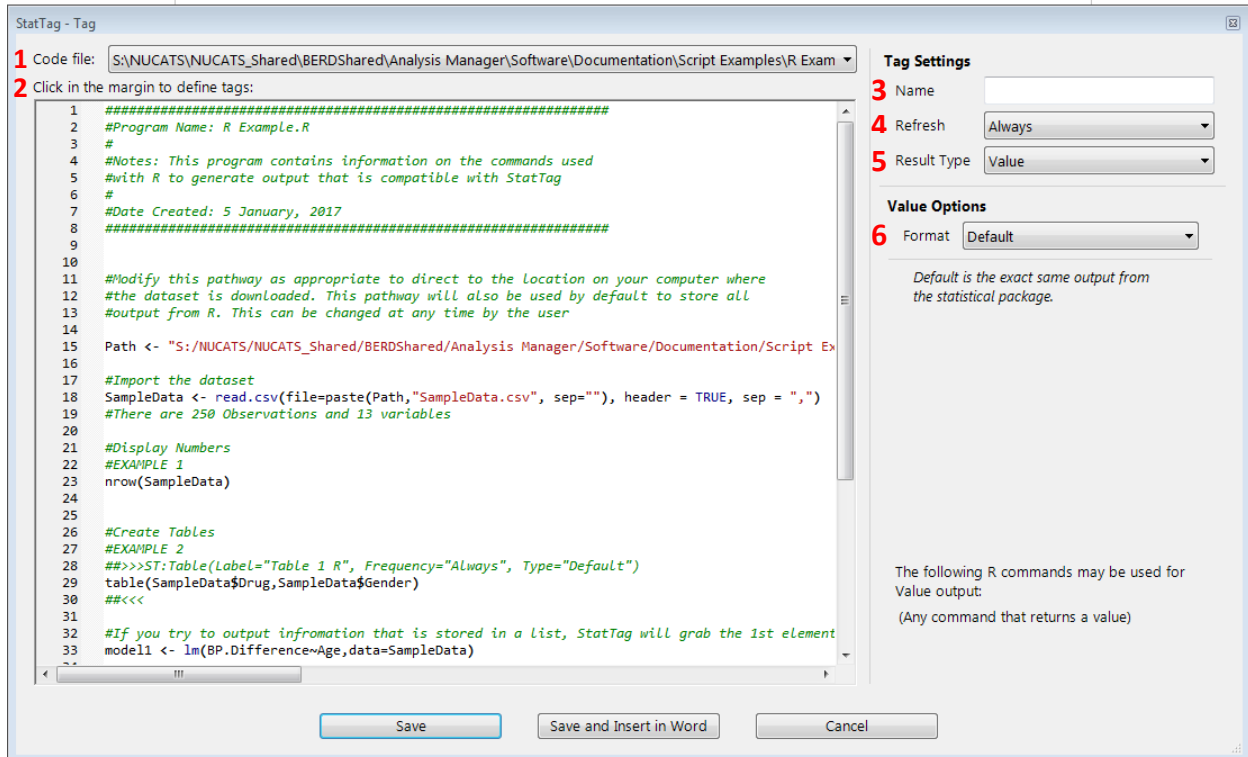 StatTag - Tag
1 Code file: S:\NUCATS\NUCATS_Shared\BERDShared\Analysis Manager\Software\Documentation\Script Examples\R Exam
2 Click in the margin to define tags:
1 ################################################################
2 #Program Name: R Example.R
3 #
4 #Notes: This program contains information on the commands used
5 #with R to generate output that is compatible with StatTag
6 #
7 #Date Created: 5 January, 2017
8 ################################################################
9
10
11 #Modify this pathway as appropriate to direct to the location on your computer where
12 #the dataset is downloaded. This pathway will also be used by default to store all
13 #output from R. This can be changed at any time by the user
14
15 Path <- "S:/NUCATS/NUCATS_Shared/BERDShared/Analysis Manager/Software/Documentation/Script Ex
16
17 #Import the dataset
18 SampleData <- read.csv(file=paste(Path,"SampleData.csv", sep=""), header = TRUE, sep = ",")
19 #There are 250 Observations and 13 variables
20
21 #Display Numbers
22 #EXAMPLE 1
23 nrow(SampleData)
24
25
26 #Create Tables
27 #EXAMPLE 2
28 ##>>>ST:Table(Label="Table 1 R", Frequency="Always", Type="Default")
29 table(SampleData$Drug,SampleData$Gender)
30 ##<<<
31
32 #If you try to output infromation that is stored in a list, StatTag will grab the 1st element
33 model1 <- lm(BP.Difference~Age,data=SampleData)
Tag Settings
3 Name
4 Refresh Always
5 Result Type Value
Value Options
6 Format Default
Default is the exact same output from
the statistical package.
The following R commands may be used for
Value output:
(Any command that returns a value)
Save Save and Insert in Word Cancel